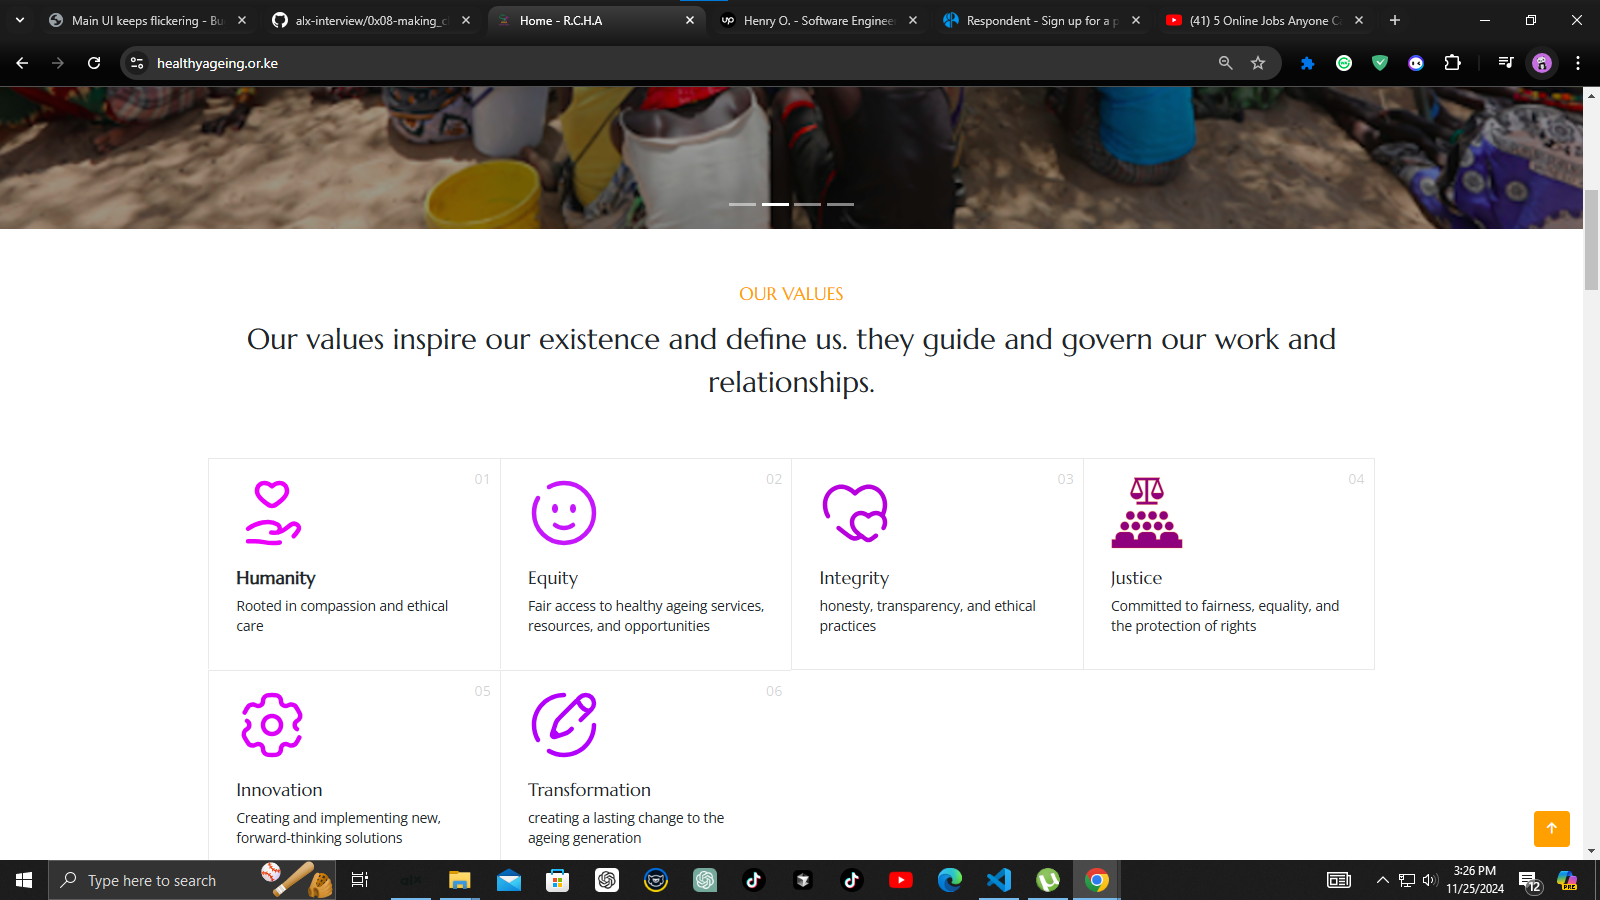 Main UI keeps flickering - Bu
alx-interview/0x08-making_c
Home - R.C.H.A
up
Henry O. - Software Enginee
Respondent - Sign up for a p
(41) 5 Online Jobs Anyone C
healthyageing.or.ke
OUR VALUES
Our values inspire our existence and define us. they guide and govern our work and
relationships.
01
Humanity
Rooted in compassion and ethical
care
02
Equity
Fair access to healthy ageing services,
resources, and opportunities
03
Integrity
honesty, transparency, and ethical
practices
04
Justice
Committed to fairness, equality, and
the protection of rights
05
Innovation
Creating and implementing new,
forward-thinking solutions
06
Transformation
creating a lasting change to the
ageing generation
Type here to search
3:26 PM
11/25/2024
12
PRE